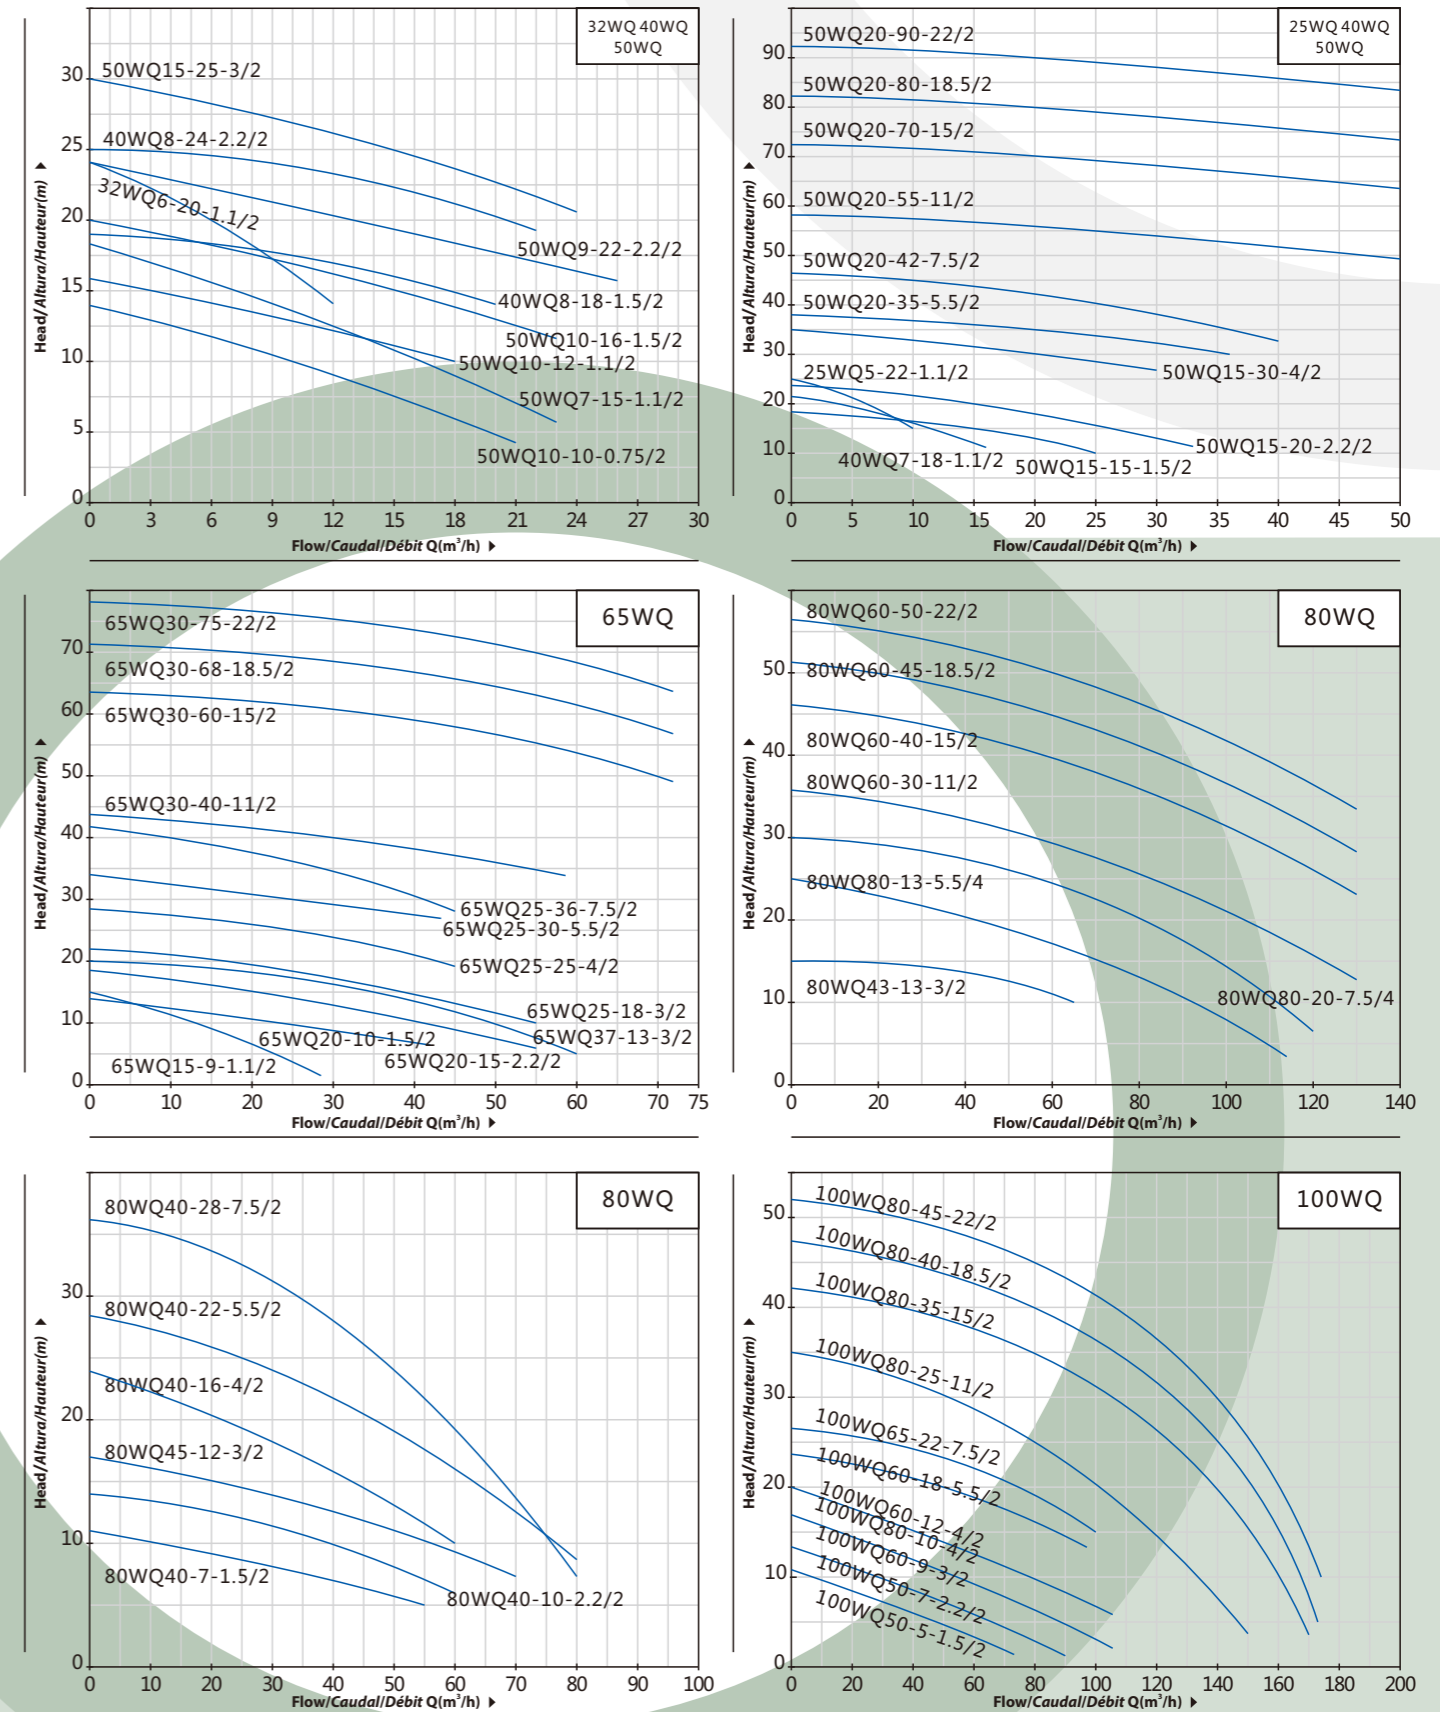 32WQ 40WQ
50WQ
Head/Altura/Hauteur(m)
30
25
20
15
10
5
0
50WQ15-25-3/2
40WQ8-24-2.2/2
32WQ6-20-1.1/2
50WQ9-22-2.2/2
40WQ8-18-1.5/2
50WQ10-16-1.5/2
50WQ10-12-1.1/2
50WQ7-15-1.1/2
50WQ10-10-0.75/2
0 3 6 9 12 15 18 21 24 27 30
Flow/Caudal/Débit Q(m³/h)
25WQ 40WQ
50WQ
Head/Altura/Hauteur(m)
90
80
70
60
50
40
30
20
10
0
50WQ20-90-22/2
50WQ20-80-18.5/2
50WQ20-70-15/2
50WQ20-55-11/2
50WQ20-42-7.5/2
50WQ20-35-5.5/2
25WQ5-22-1.1/2
50WQ15-30-4/2
50WQ15-20-2.2/2
40WQ7-18-1.1/2
50WQ15-15-1.5/2
0 5 10 15 20 25 30 35 40 45 50
Flow/Caudal/Débit Q(m³/h)
65WQ
Head/Altura/Hauteur(m)
70
60
50
40
30
20
10
0
65WQ30-75-22/2
65WQ30-68-18.5/2
65WQ30-60-15/2
65WQ30-40-11/2
65WQ25-36-7.5/2
65WQ25-30-5.5/2
65WQ25-25-4/2
65WQ25-18-3/2
65WQ37-13-3/2
65WQ20-10-1.5/2
65WQ20-15-2.2/2
65WQ15-9-1.1/2
0 10 20 30 40 50 60 70 75
Flow/Caudal/Débit Q(m³/h)
80WQ
Head/Altura/Hauteur(m)
50
40
30
20
10
0
80WQ60-50-22/2
80WQ60-45-18.5/2
80WQ60-40-15/2
80WQ60-30-11/2
80WQ80-13-5.5/4
80WQ43-13-3/2
80WQ80-20-7.5/4
0 20 40 60 80 100 120 140
Flow/Caudal/Débit Q(m³/h)
80WQ
Head/Altura/Hauteur(m)
30
20
10
0
80WQ40-28-7.5/2
80WQ40-22-5.5/2
80WQ40-16-4/2
80WQ45-12-3/2
80WQ40-7-1.5/2
80WQ40-10-2.2/2
0 10 20 30 40 50 60 70 80 90 100
Flow/Caudal/Débit Q(m³/h)
100WQ
Head/Altura/Hauteur(m)
50
40
30
20
10
0
100WQ80-45-22/2
100WQ80-40-18.5/2
100WQ80-35-15/2
100WQ80-25-11/2
100WQ65-22-7.5/2
100WQ60-18-5.5/2
100WQ60-12-4/2
100WQ80-10-4/2
100WQ60-9-3/2
100WQ50-7-2.2/2
100WQ50-5-1.5/2
0 20 40 60 80 100 120 140 160 180 200
Flow/Caudal/Débit Q(m³/h)